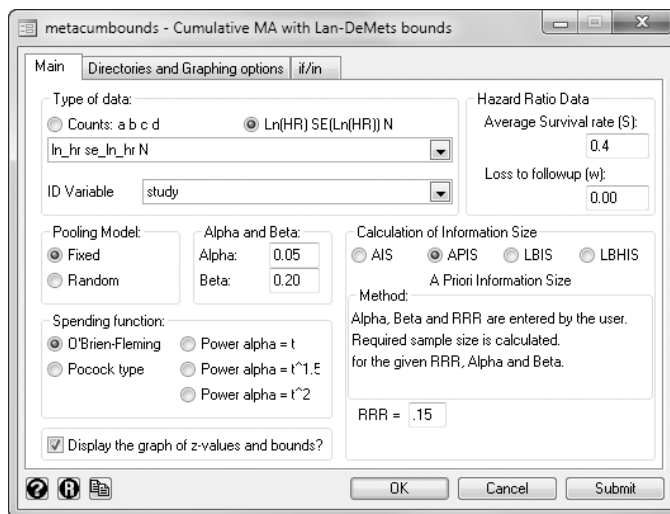 metacumbounds - Cumulative MA with Lan-DeMets bounds
Main
Directories and Graphing options
if/in
Type of data:
Counts: a b c d
Ln(HR) SE(Ln(HR)) N
ln_hr se_ln_hr N
ID Variable
study
Hazard Ratio Data
Average Survival rate (S):
0.4
Loss to followup (w):
0.00
Pooling Model:
Fixed
Random
Alpha and Beta:
Alpha: 0.05
Beta: 0.20
Spending function:
O'Brien-Fleming
Pocock type
Power alpha = t
Power alpha = t^1.5
Power alpha = t^2
Display the graph of z-values and bounds?
Calculation of Information Size
AIS
APIS
LBIS
LBHIS
A Priori Information Size
Method:
Alpha, Beta and RRR are entered by the user.
Required sample size is calculated.
for the given RRR, Alpha and Beta.
RRR = .15
OK
Cancel
Submit